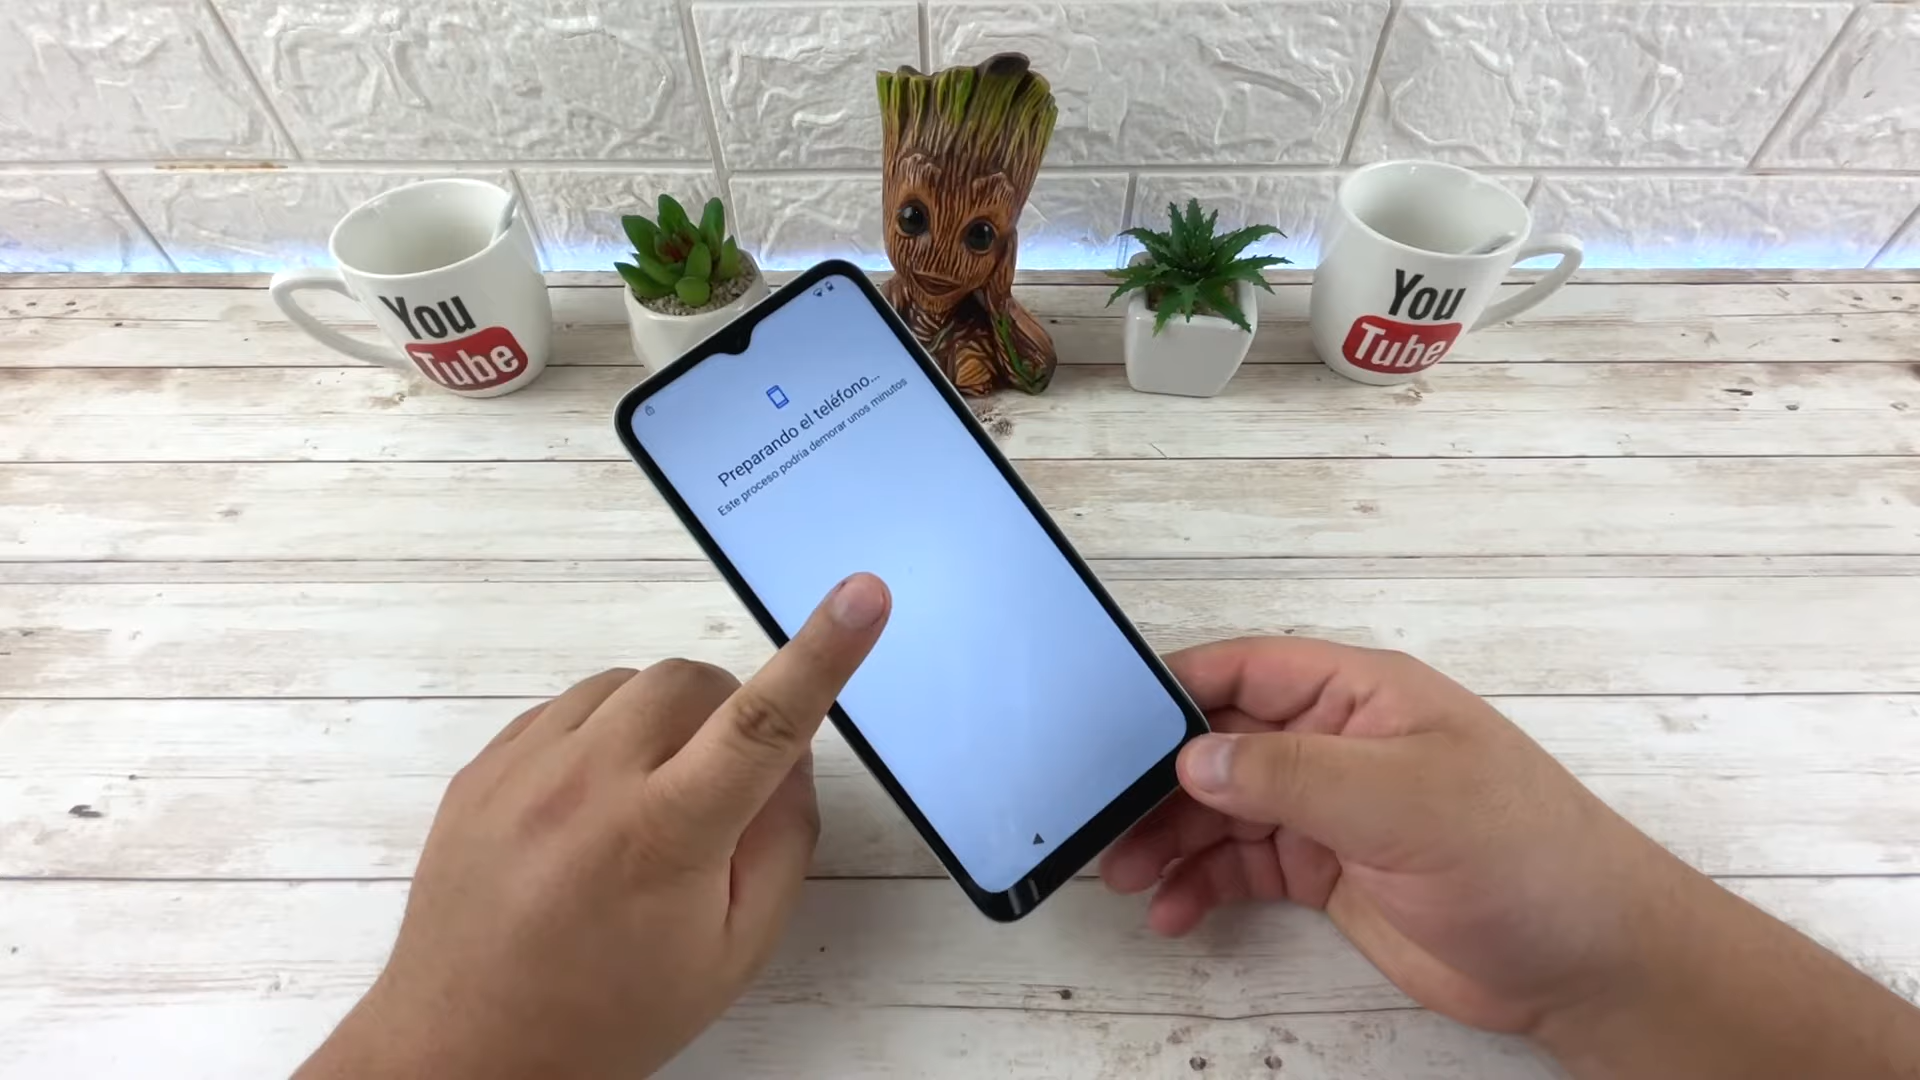 You
Tube
Preparando el teléfono...
Este proceso podría demorar unos minutos
You
Tube